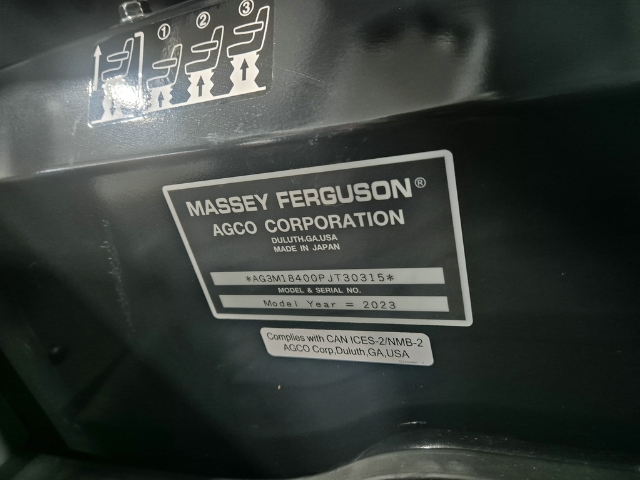 1 2 3
MASSEY FERGUSON®
AGCO CORPORATION
DULUTH,GA,USA
MADE IN JAPAN
*AG3M18400PJT30315*
MODEL & SERIAL NO.
Model Year = 2023
Complies with CAN ICES-2/NMB-2
AGCO Corp,Duluth,GA,USA